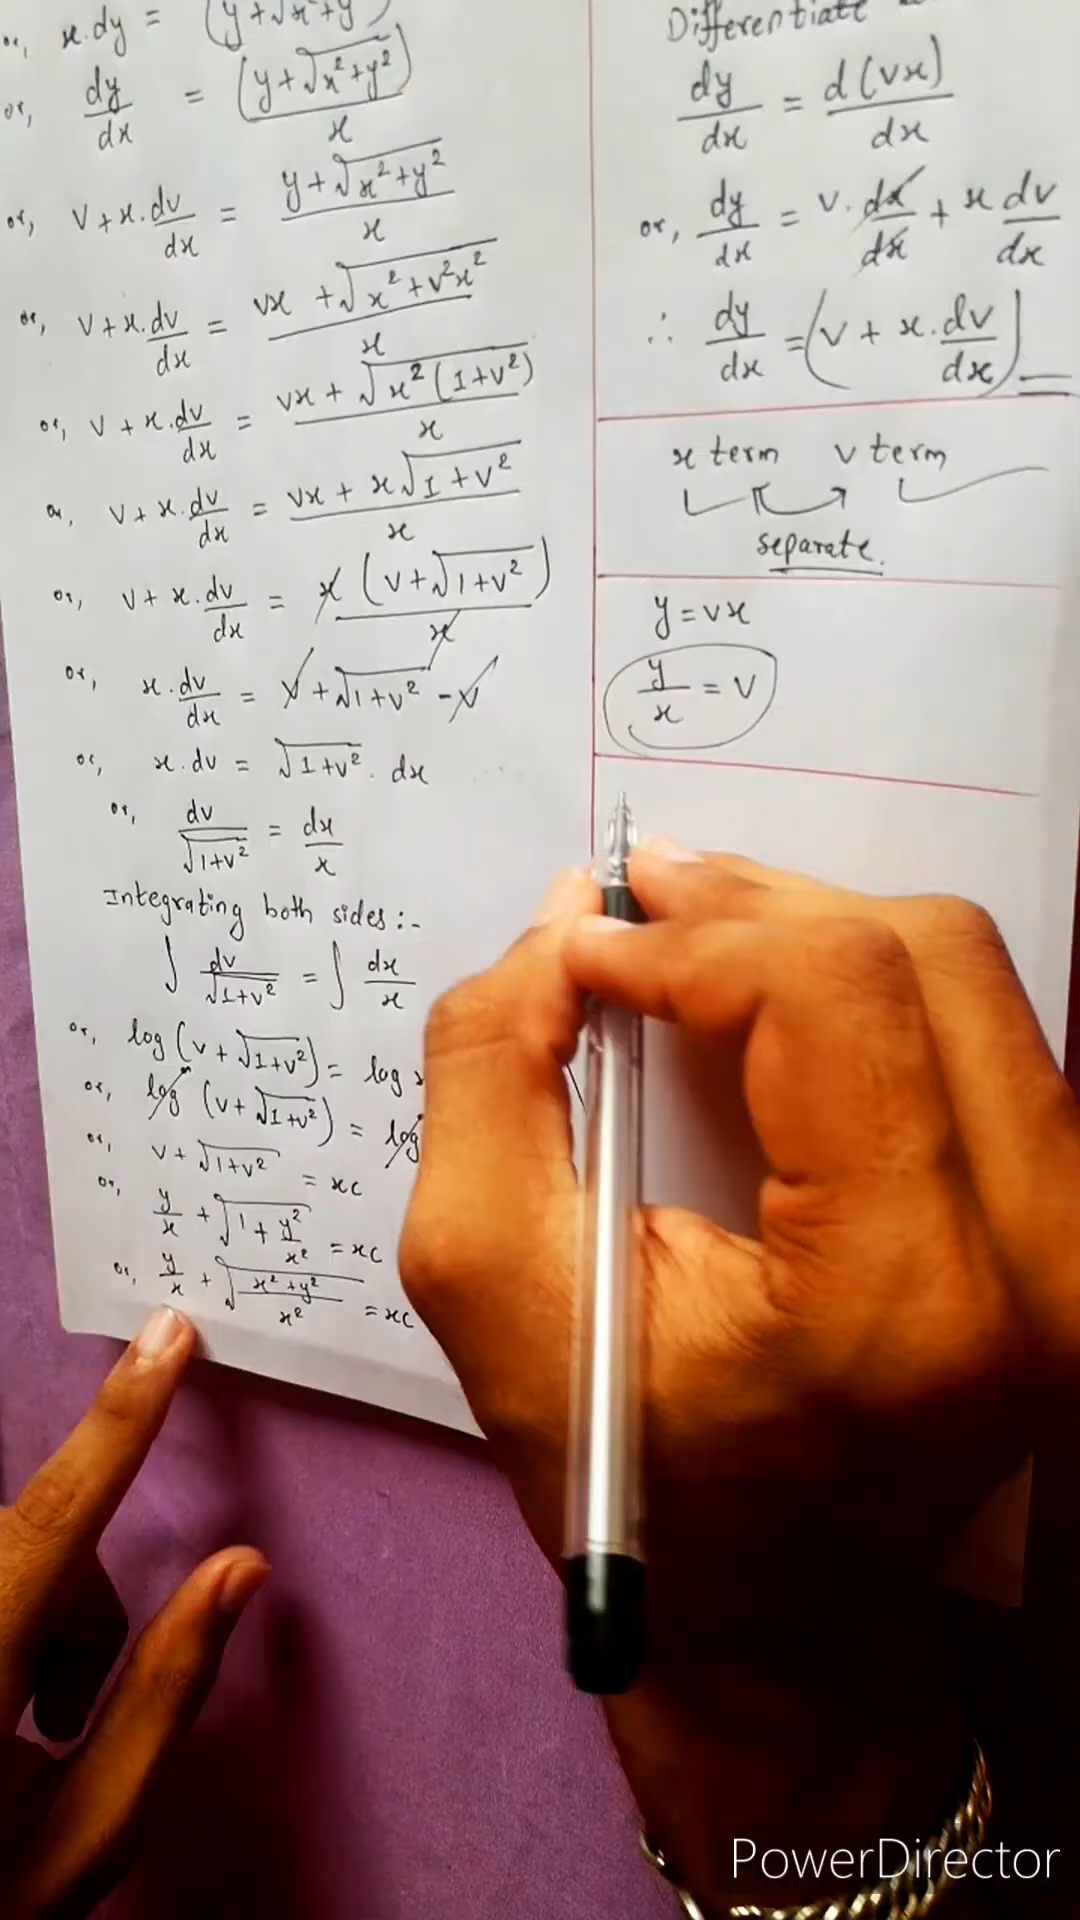 or, x.dy = (y+√x²+y²)
or, dy/dx = (y+√x²+y²)/x
or, v+x.dv/dx = y+√x²+y²/x
or, v+x.dv/dx = vx+√x²+v²x²/x
or, v+x.dv/dx = vx+√x²(1+v²)/x
or, v+x.dv/dx = vx+x√1+v²/x
or, v+x.dv/dx = x(v+√1+v²)/x
or, x.dv/dx = v+√1+v² -v
or, x.dv = √1+v² . dx
or, dv/√1+v² = dx/x
Integrating both sides:-
∫ dv/√1+v² = ∫ dx/x
or, log(v+√1+v²) = log
or, log (v+√1+v²) = log
or, v+√1+v² = xc
or, y/x + √1+y²/x² = xc
or, y/x + √x²+y²/x² = xc
Differentiate
dy/dx = d(vx)/dx
or, dy/dx = v.dx/dx + x dv/dx
∴ dy/dx = (v + x.dv/dx)
x term v term
separate.
y = vx
y/x = v
PowerDirector